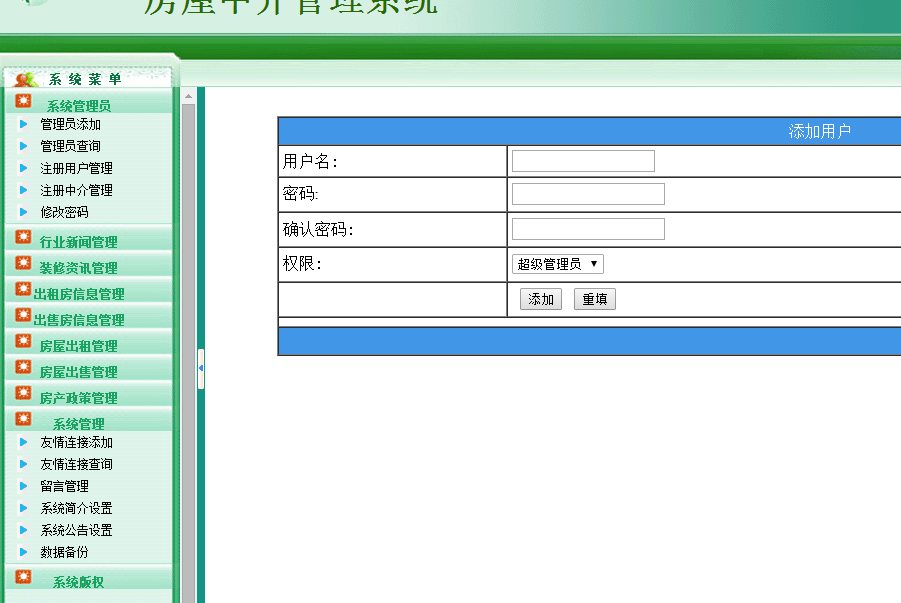 房屋中介管理系统
系统菜单
系统管理员
管理员添加
管理员查询
注册用户管理
注册中介管理
修改密码
行业新闻管理
装修资讯管理
出租房信息管理
出售房信息管理
房屋出租管理
房屋出售管理
房产政策管理
系统管理
友情连接添加
友情连接查询
留言管理
系统简介设置
系统公告设置
数据备份
系统版权
添加用户
用户名:
密码:
确认密码:
权限: 超级管理员
添加 重填